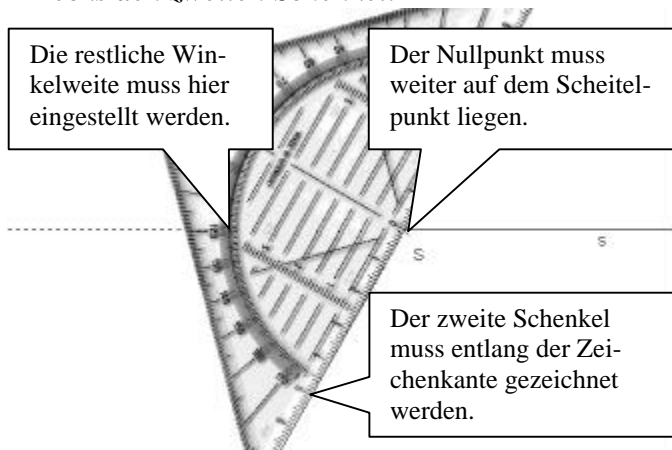 Die restliche Win-
kelweite muss hier
eingestellt werden.
Der Nullpunkt muss
weiter auf dem Scheitel-
punkt liegen.
S
s
Der zweite Schenkel
muss entlang der Zei-
chenkante gezeichnet
werden.